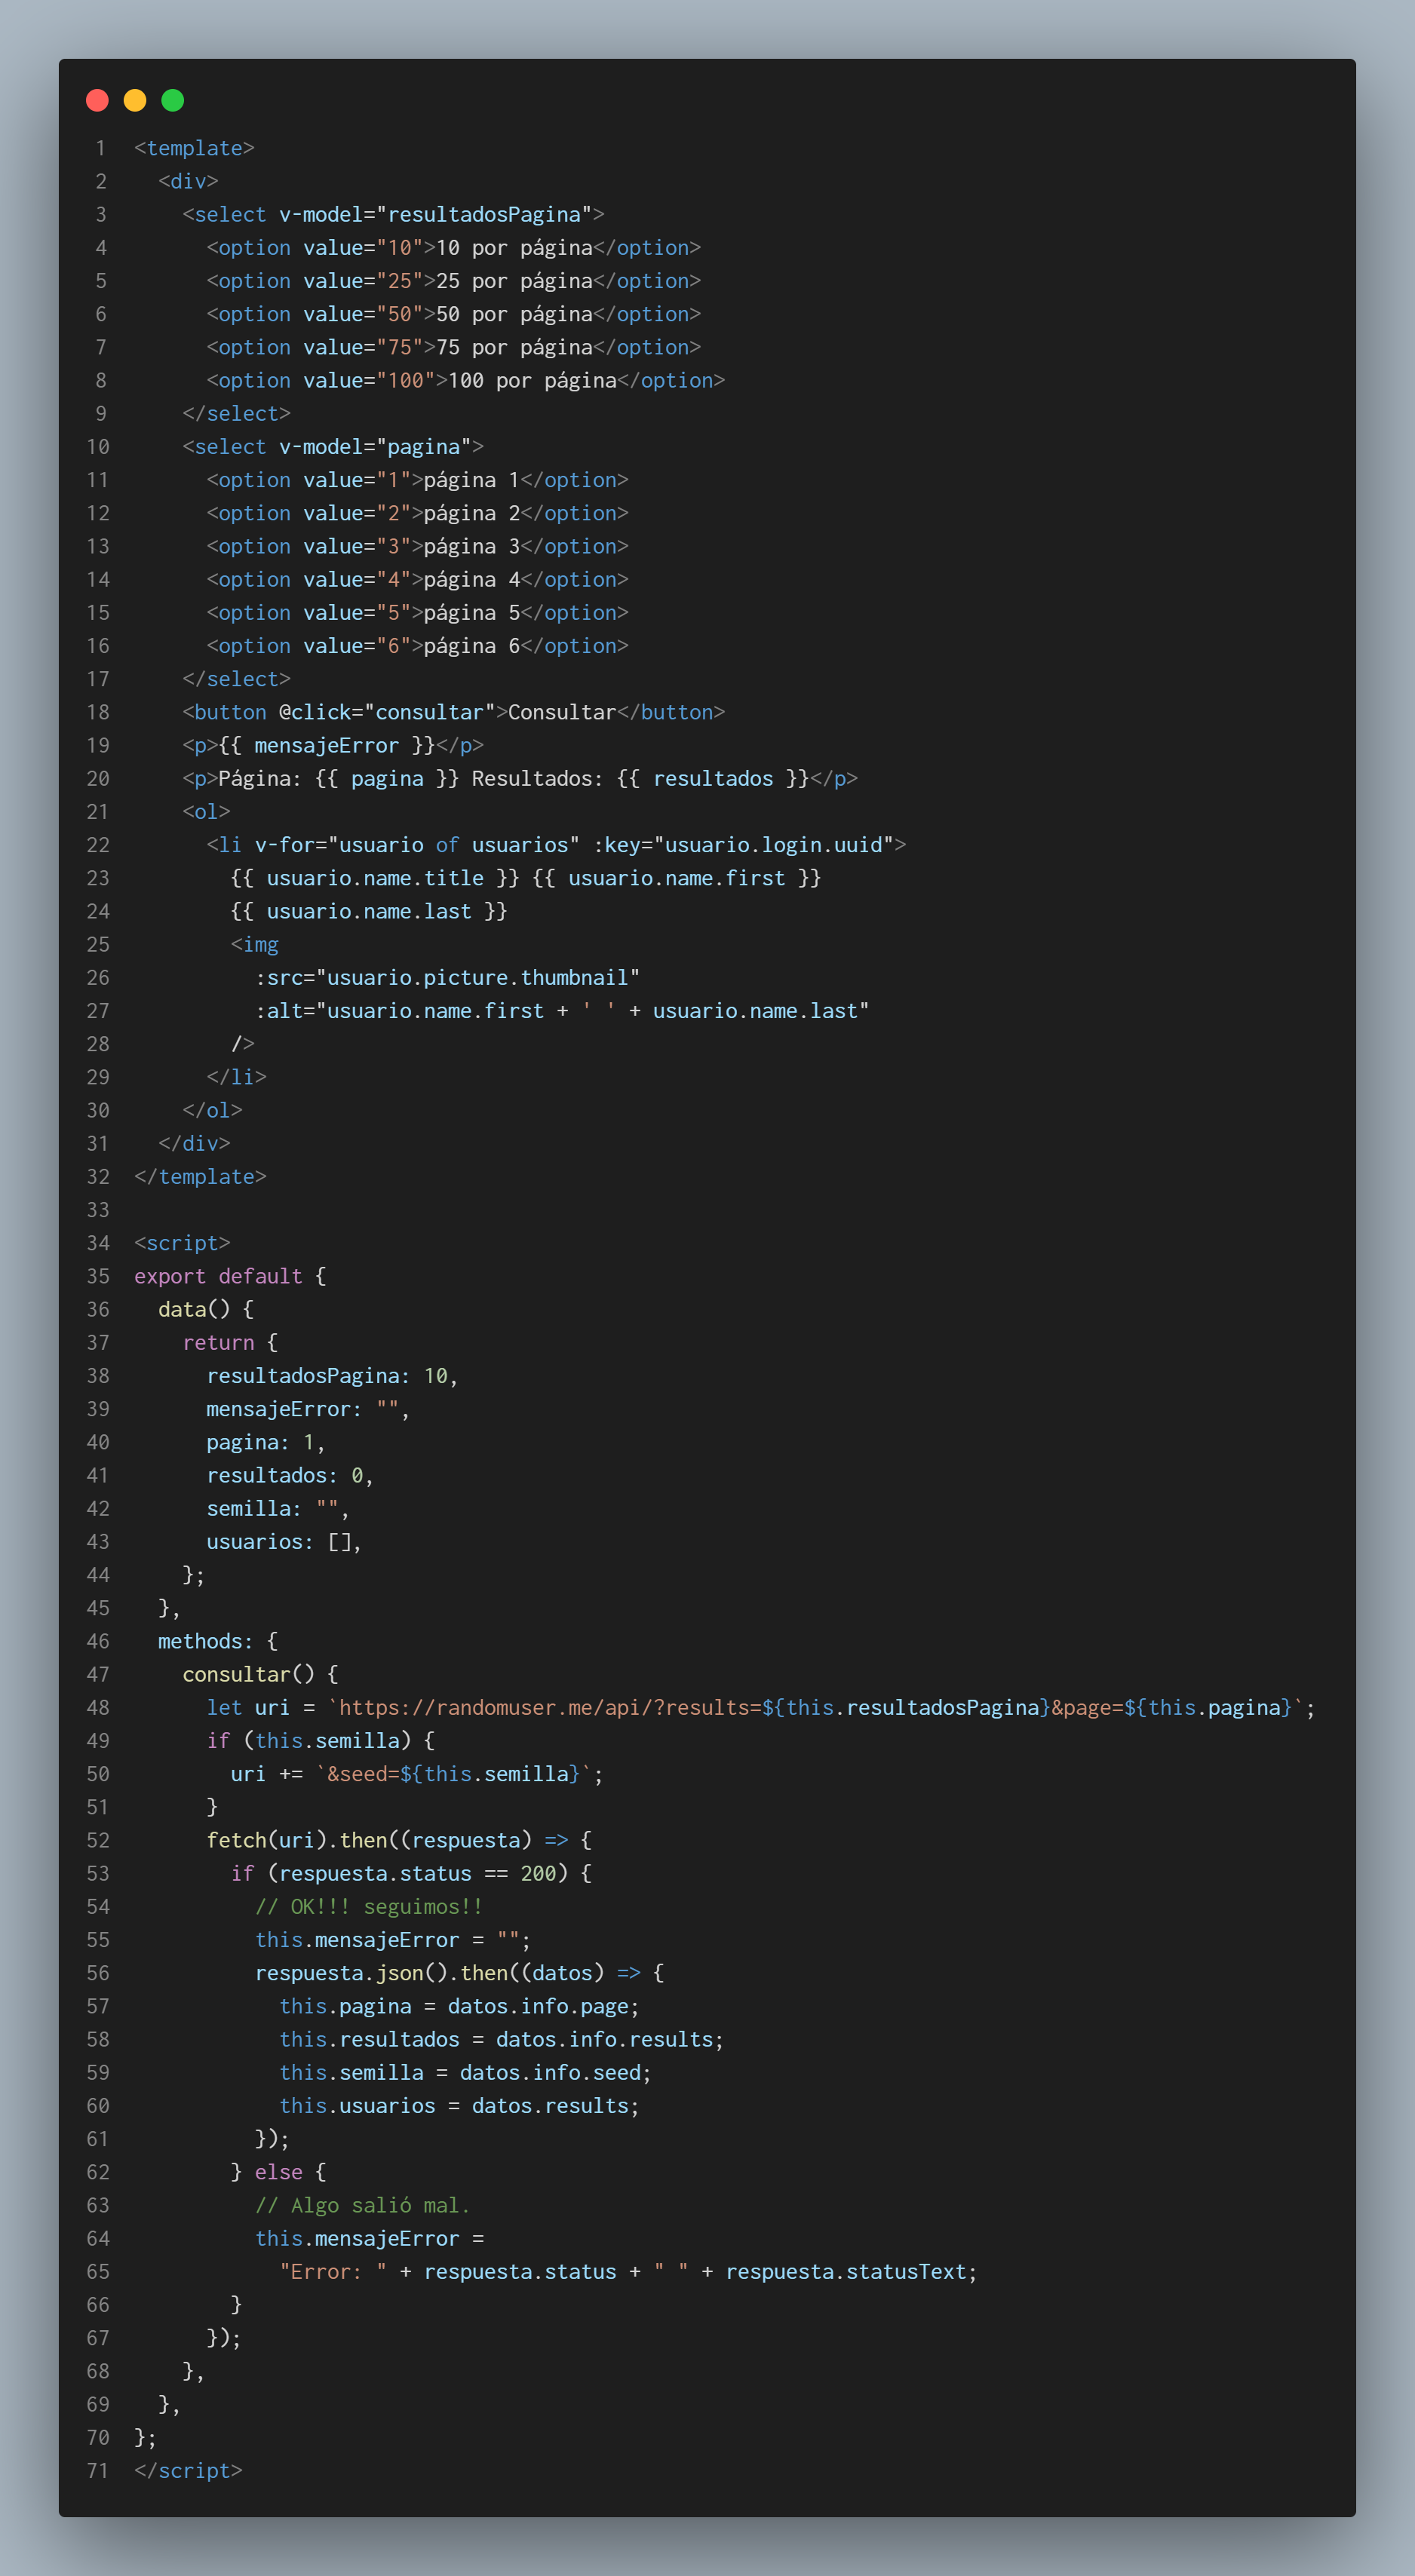 1 <template>
2   <div>
3     <select v-model="resultadosPagina">
4       <option value="10">10 por página</option>
5       <option value="25">25 por página</option>
6       <option value="50">50 por página</option>
7       <option value="75">75 por página</option>
8       <option value="100">100 por página</option>
9     </select>
10     <select v-model="pagina">
11       <option value="1">página 1</option>
12       <option value="2">página 2</option>
13       <option value="3">página 3</option>
14       <option value="4">página 4</option>
15       <option value="5">página 5</option>
16       <option value="6">página 6</option>
17     </select>
18     <button @click="consultar">Consultar</button>
19     <p>{{ mensajeError }}</p>
20     <p>Página: {{ pagina }} Resultados: {{ resultados }}</p>
21     <ol>
22       <li v-for="usuario of usuarios" :key="usuario.login.uuid">
23         {{ usuario.name.title }} {{ usuario.name.first }}
24         {{ usuario.name.last }}
25         <img
26           :src="usuario.picture.thumbnail"
27           :alt="usuario.name.first + ' ' + usuario.name.last"
28         />
29       </li>
30     </ol>
31   </div>
32 </template>
33
34 <script>
35 export default {
36   data() {
37     return {
38       resultadosPagina: 10,
39       mensajeError: "",
40       pagina: 1,
41       resultados: 0,
42       semilla: "",
43       usuarios: [],
44     };
45   },
46   methods: {
47     consultar() {
48       let uri = `https://randomuser.me/api/?results=${this.resultadosPagina}&page=${this.pagina}`;
49       if (this.semilla) {
50         uri += `&seed=${this.semilla}`;
51       }
52       fetch(uri).then((respuesta) => {
53         if (respuesta.status == 200) {
54           // OK!!! seguimos!!
55           this.mensajeError = "";
56           respuesta.json().then((datos) => {
57             this.pagina = datos.info.page;
58             this.resultados = datos.info.results;
59             this.semilla = datos.info.seed;
60             this.usuarios = datos.results;
61           });
62         } else {
63           // Algo salió mal.
64           this.mensajeError =
65             "Error: " + respuesta.status + " " + respuesta.statusText;
66         }
67       });
68     },
69   },
70 };
71 </script>